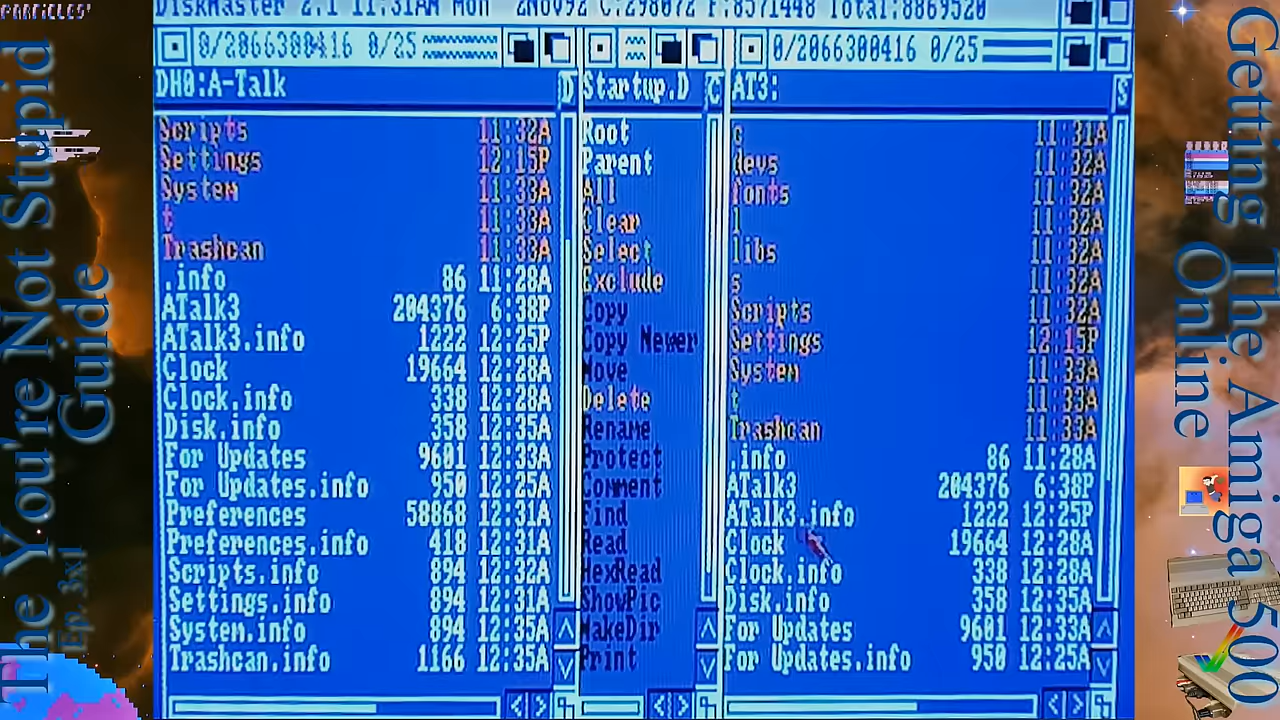 DiskMaster 2.1 11:31AM Mon 2Nov92 C:298072 F:8571448 Total:8869520
0/2066300416 0/25
0/2066300416 0/25
DH0:A-Talk
Scripts 11:32A
Settings 12:15P
System 11:33A
t 11:33A
Trashcan 11:33A
.info 86 11:28A
ATalk3 204376 6:38P
ATalk3.info 1222 12:25P
Clock 19664 12:28A
Clock.info 338 12:28A
Disk.info 358 12:35A
For Updates 9601 12:33A
For Updates.info 950 12:25A
Preferences 58868 12:31A
Preferences.info 418 12:31A
Scripts.info 894 12:32A
Settings.info 894 12:31A
System.info 894 12:35A
Trashcan.info 1166 12:35A
D
Startup.D
C
Root
Parent
All
Clear
Select
Exclude
Copy
Copy Newer
Move
Delete
Rename
Protect
Comment
Find
Read
HexRead
ShowPic
MakeDir
Print
AT3:
S
c 11:31A
devs 11:32A
fonts 11:32A
l 11:32A
libs 11:32A
s 11:32A
Scripts 11:32A
Settings 12:15P
System 11:33A
t 11:33A
Trashcan 11:33A
.info 86 11:28A
ATalk3 204376 6:38P
ATalk3.info 1222 12:25P
Clock 19664 12:28A
Clock.info 338 12:28A
Disk.info 358 12:35A
For Updates 9601 12:33A
For Updates.info 950 12:25A
The You're Not Stupid
Guide
Ep. 3x1
Getting The Amiga 500
Online